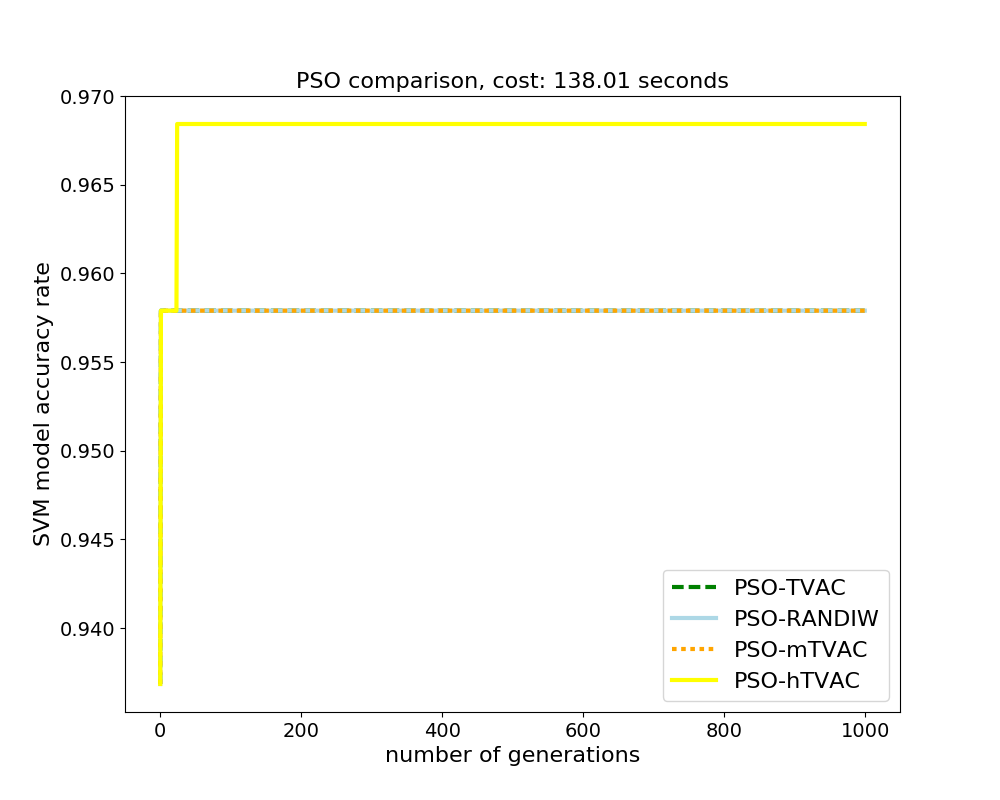 PSO comparison, cost: 138.01 seconds
0.970
0.965
0.960
0.955
0.950
0.945
0.940
SVM model accuracy rate
PSO-TVAC
PSO-RANDIW
PSO-mTVAC
PSO-hTVAC
0 200 400 600 800 1000
number of generations